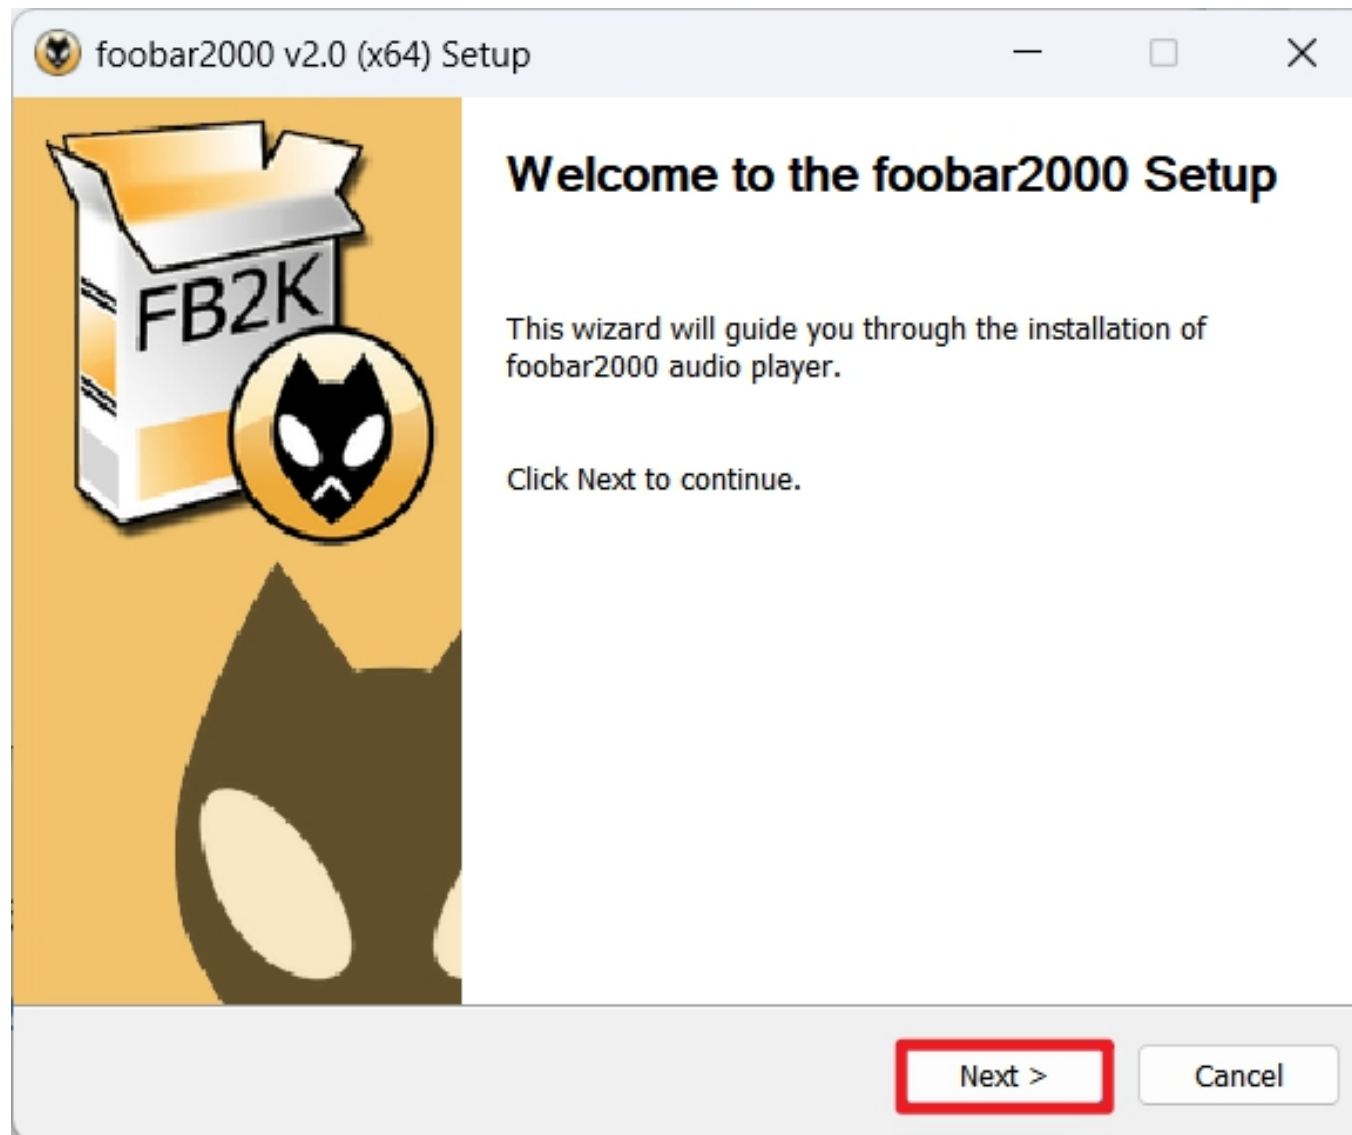 foobar2000 v2.0 (x64) Setup
FB2K
Welcome to the foobar2000 Setup
This wizard will guide you through the installation of
foobar2000 audio player.
Click Next to continue.
Next >
Cancel